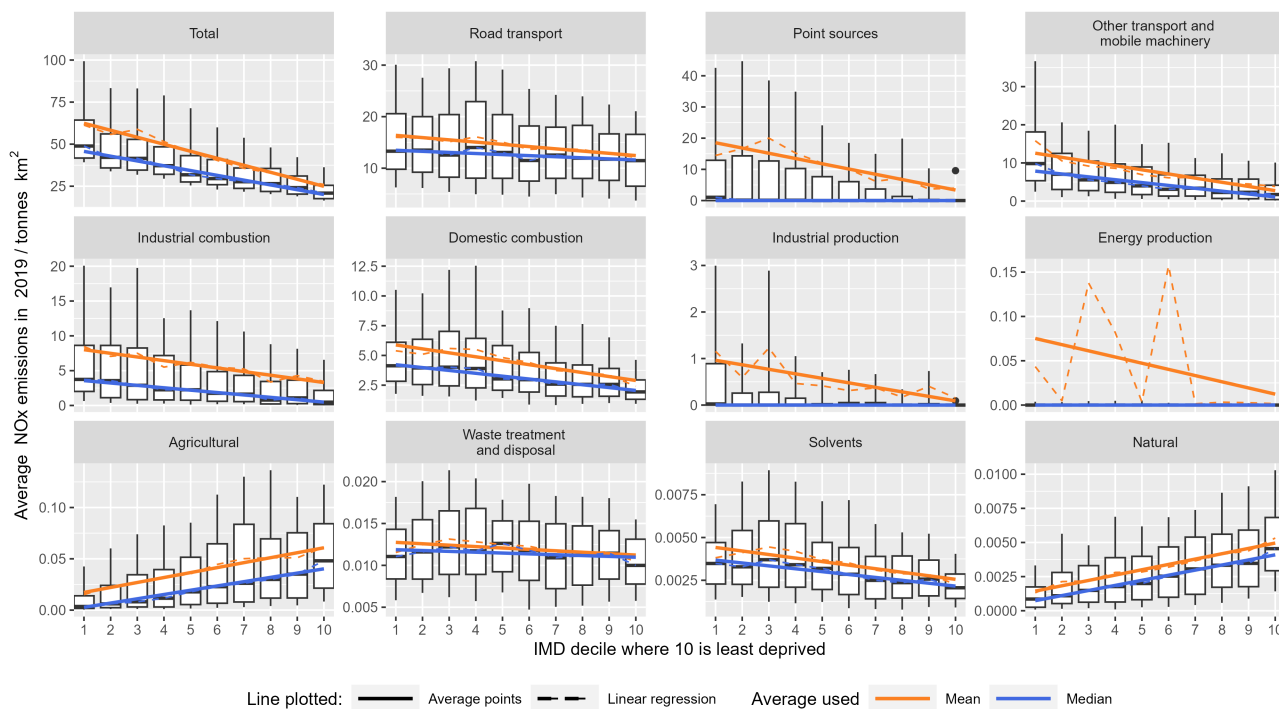 Total
Road transport
Point sources
Other transport and
mobile machinery
100
75
50
25
30
20
10
40
30
20
10
0
30
20
10
0
Industrial combustion
Domestic combustion
Industrial production
Energy production
20
15
10
5
0
12.5
10.0
7.5
5.0
2.5
3
2
1
0
0.15
0.10
0.05
0.00
Agricultural
Waste treatment
and disposal
Solvents
Natural
0.10
0.05
0.00
0.020
0.015
0.010
0.005
0.0075
0.0050
0.0025
0.0100
0.0075
0.0050
0.0025
0.0000
1 2 3 4 5 6 7 8 9 10
1 2 3 4 5 6 7 8 9 10
1 2 3 4 5 6 7 8 9 10
1 2 3 4 5 6 7 8 9 10
Average NOx emissions in 2019 / tonnes km²
IMD decile where 10 is least deprived
Line plotted: Average points Linear regression Average used Mean Median